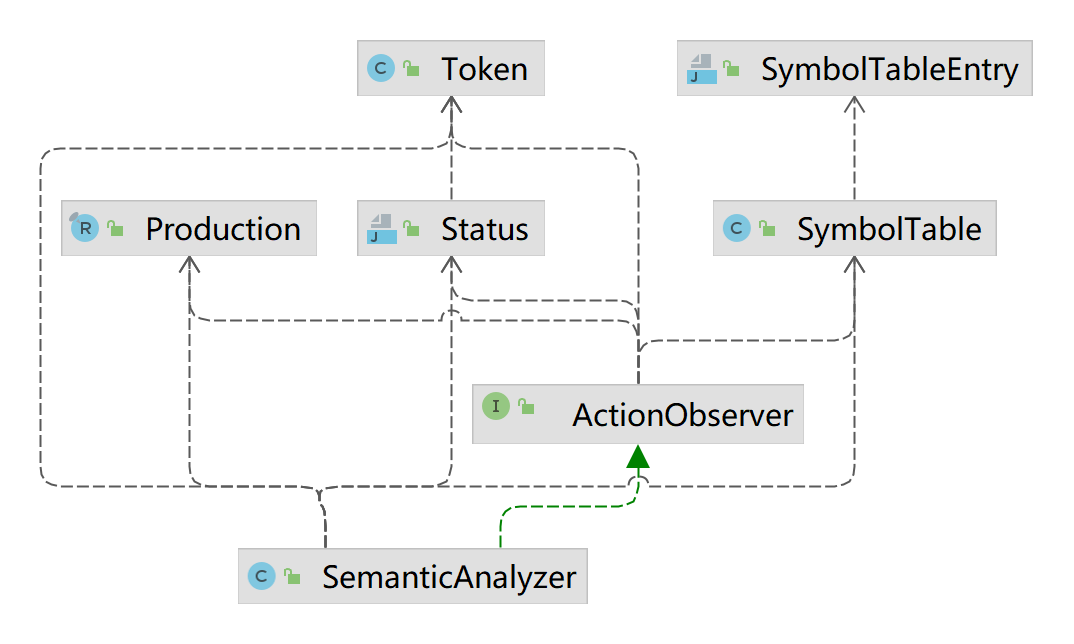 C Token
J SymbolTableEntry
R Production
J Status
C SymbolTable
I ActionObserver
C SemanticAnalyzer